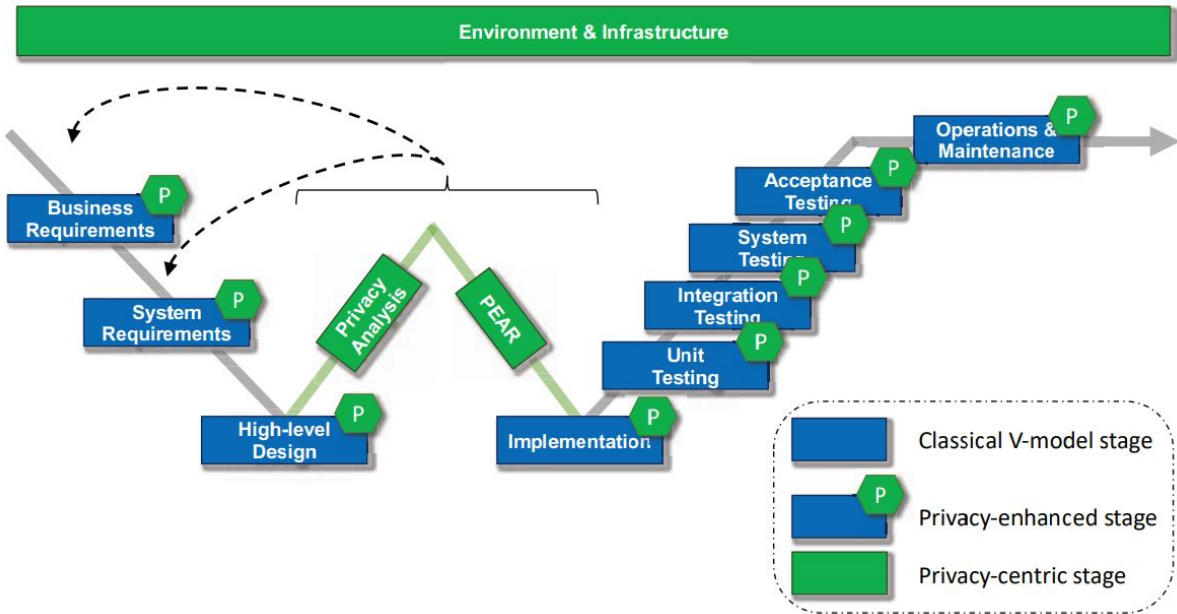 Environment & Infrastructure
P
Operations &
Maintenance
P
Acceptance
Testing
P
Business
Requirements
P
System
Testing
P
Integration
Testing
P
System
Requirements
Privacy
Analysis
PEAR
P
Unit
Testing
P
High-level
Design
P
Implementation
Classical V-model stage
P
Privacy-enhanced stage
Privacy-centric stage